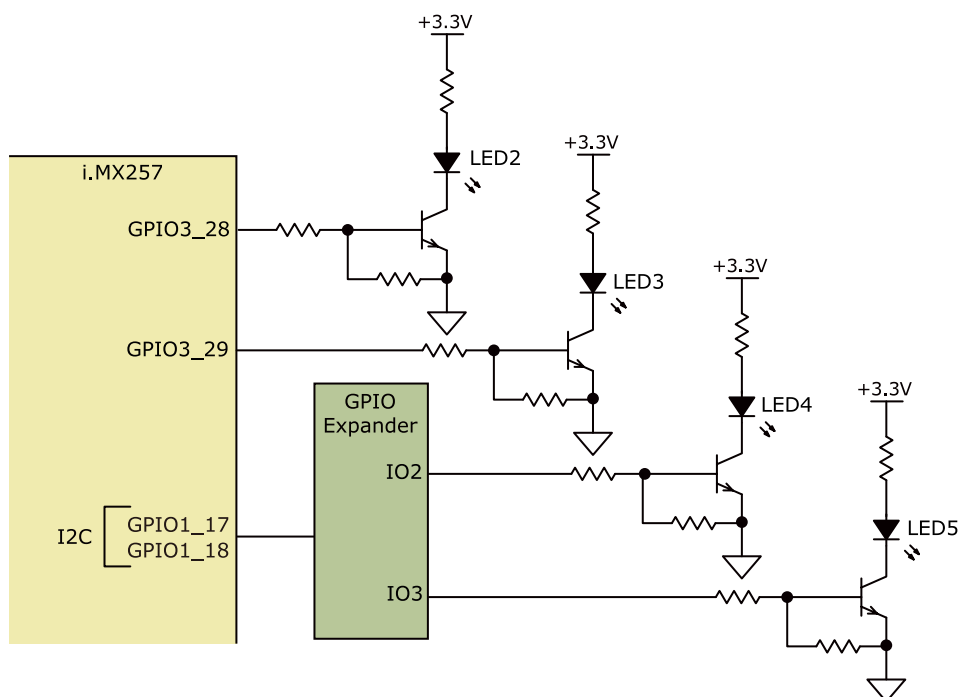 +3.3V
LED2
i.MX257
+3.3V
GPIO3_28
LED3
+3.3V
GPIO3_29
GPIO
Expander
LED4
+3.3V
IO2
I2C
GPIO1_17
GPIO1_18
LED5
IO3